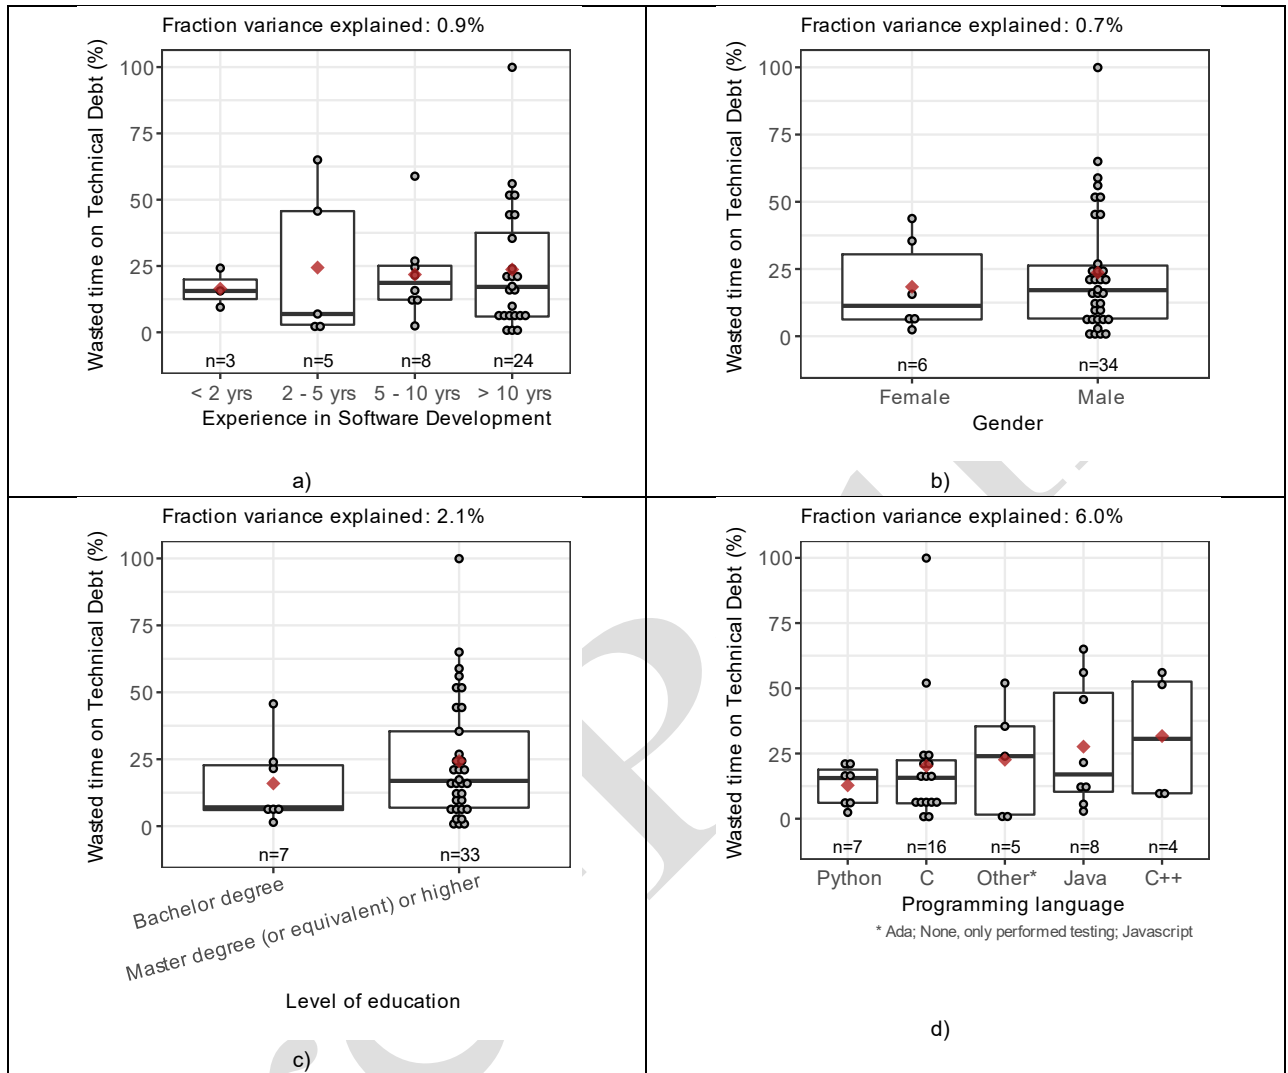 Fraction variance explained: 0.9%
Wasted time on Technical Debt (%)
100
75
50
25
0
n=3 n=5 n=8 n=24
< 2 yrs 2 - 5 yrs 5 - 10 yrs > 10 yrs
Experience in Software Development
a)
Fraction variance explained: 0.7%
Wasted time on Technical Debt (%)
100
75
50
25
0
n=6 n=34
Female Male
Gender
b)
Fraction variance explained: 2.1%
Wasted time on Technical Debt (%)
100
75
50
25
0
n=7 n=33
Bachelor degree
Master degree (or equivalent) or higher
Level of education
c)
Fraction variance explained: 6.0%
Wasted time on Technical Debt (%)
100
75
50
25
0
n=7 n=16 n=5 n=8 n=4
Python C Other* Java C++
Programming language
* Ada; None, only performed testing; Javascript
d)